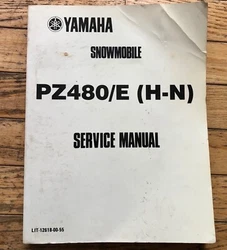 YAMAHA
SNOWMOBILE
PZ480/E (H-N)
SERVICE MANUAL
LIT-12618-00-55